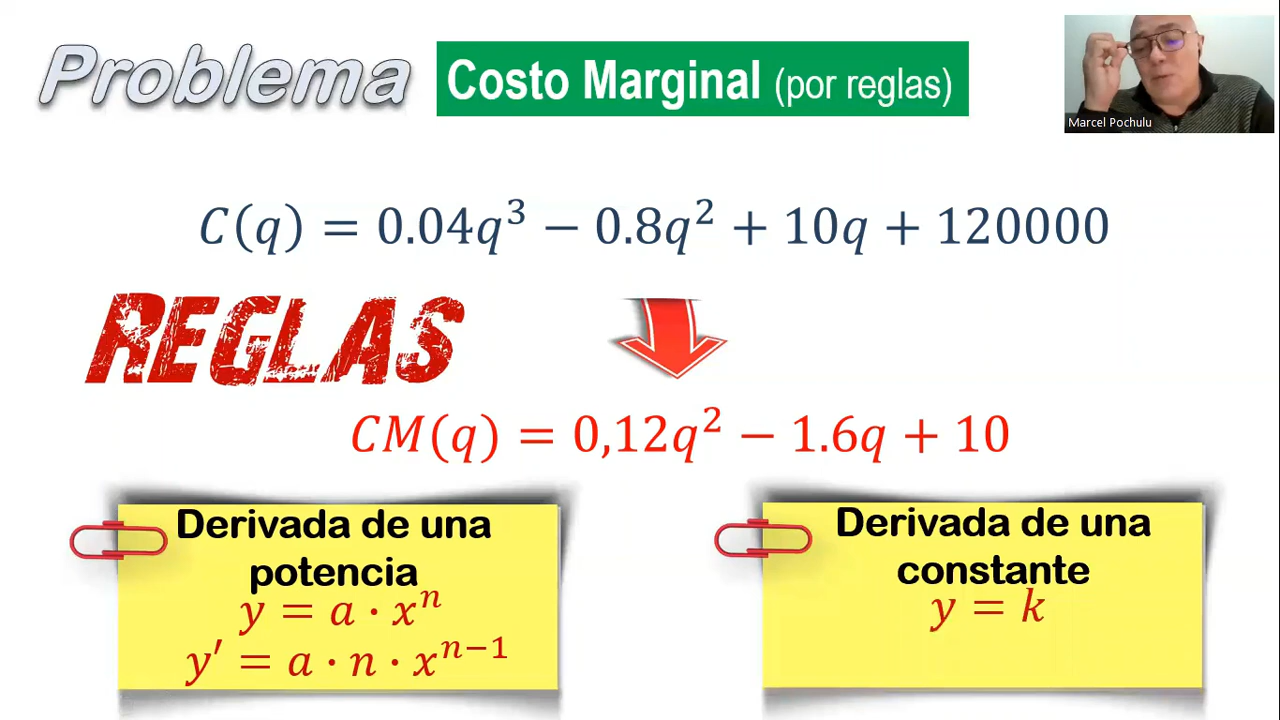 Problema
Costo Marginal (por reglas)
Marcel Pochulu
C(q) = 0.04q³ − 0.8q² + 10q + 120000
REGLAS
CM(q) = 0,12q² − 1.6q + 10
Derivada de una
potencia
y = a · xⁿ
y′ = a · n · xⁿ⁻¹
Derivada de una
constante
y = k